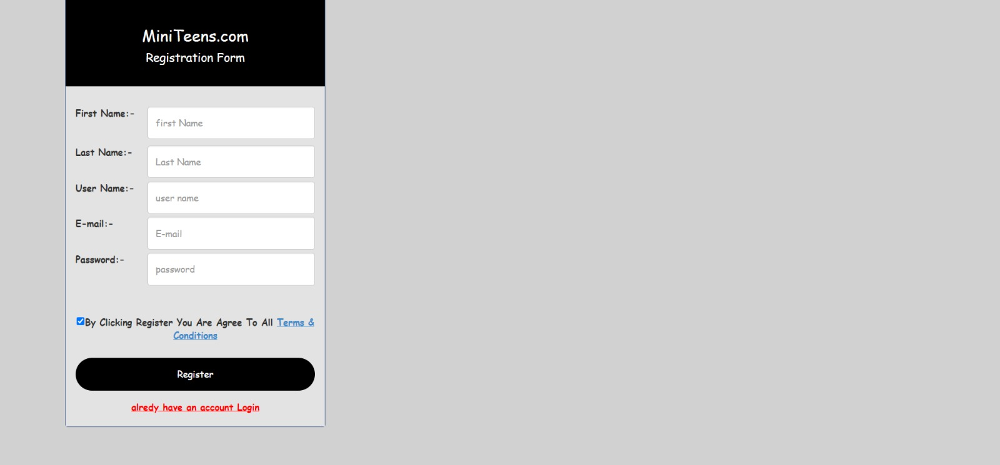 MiniTeens.com
Registration Form
First Name:-
first Name
Last Name:-
Last Name
User Name:-
user name
E-mail:-
E-mail
Password:-
password
By Clicking Register You Are Agree To All Terms &
Conditions
Register
alredy have an account Login